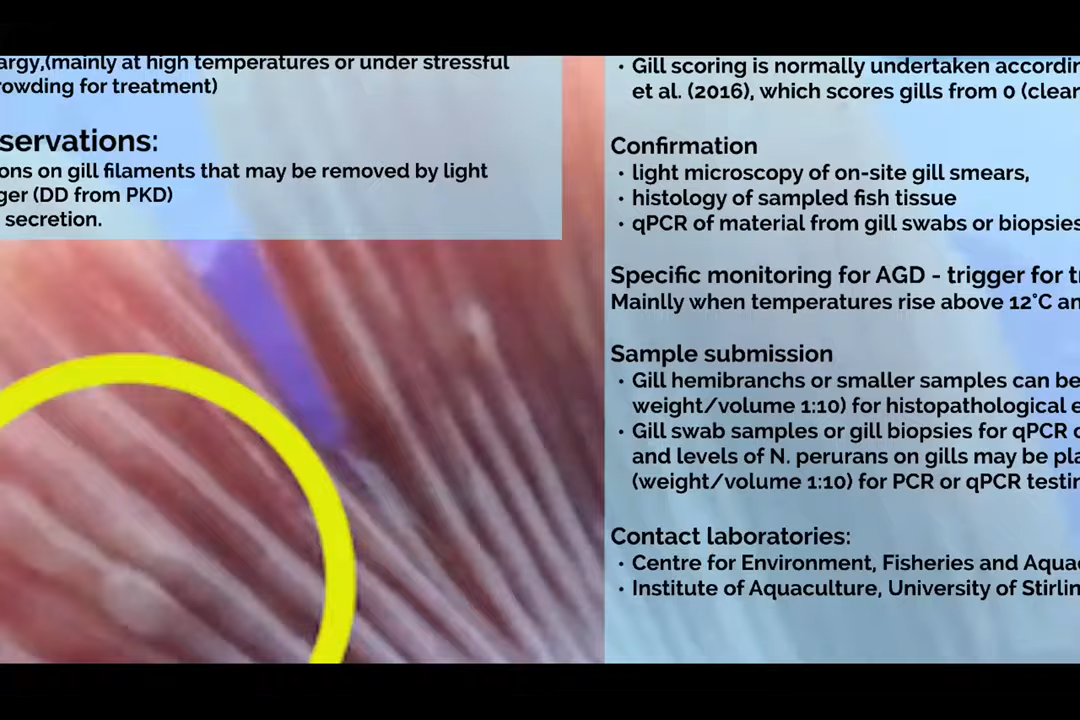 argy,(mainly at high temperatures or under stressful
rowding for treatment)
servations:
ons on gill filaments that may be removed by light
ger (DD from PKD)
secretion.
• Gill scoring is normally undertaken accordin
et al. (2016), which scores gills from 0 (clear
Confirmation
• light microscopy of on-site gill smears,
• histology of sampled fish tissue
• qPCR of material from gill swabs or biopsies
Specific monitoring for AGD - trigger for tr
Mainlly when temperatures rise above 12°C an
Sample submission
• Gill hemibranchs or smaller samples can be
weight/volume 1:10) for histopathological e
• Gill swab samples or gill biopsies for qPCR
and levels of N. perurans on gills may be pla
(weight/volume 1:10) for PCR or qPCR testin
Contact laboratories:
• Centre for Environment, Fisheries and Aqua
• Institute of Aquaculture, University of Stirlin